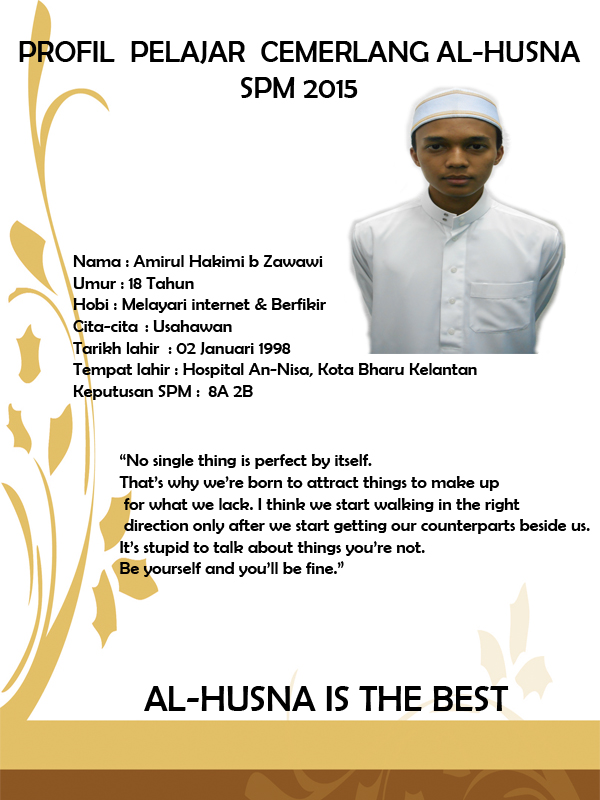 PROFIL PELAJAR CEMERLANG AL-HUSNA
SPM 2015
Nama : Amirul Hakimi b Zawawi
Umur : 18 Tahun
Hobi : Melayari internet & Berfikir
Cita-cita : Usahawan
Tarikh lahir : 02 Januari 1998
Tempat lahir : Hospital An-Nisa, Kota Bharu Kelantan
Keputusan SPM : 8A 2B
“No single thing is perfect by itself.
That’s why we’re born to attract things to make up
for what we lack. I think we start walking in the right
direction only after we start getting our counterparts beside us.
It’s stupid to talk about things you’re not.
Be yourself and you’ll be fine.”
AL-HUSNA IS THE BEST